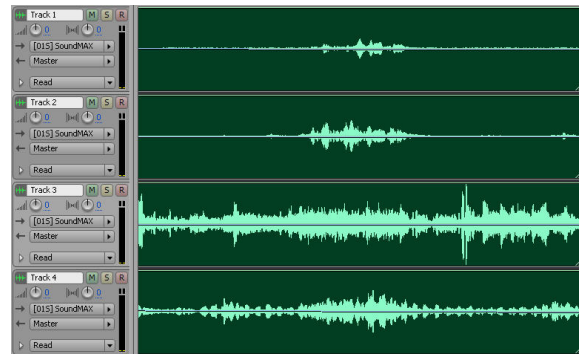 Track 1 M S R
0 0
[01S] SoundMAX
Master
Read
Track 2 M S R
0 0
[01S] SoundMAX
Master
Read
Track 3 M S R
0 0
[01S] SoundMAX
Master
Read
Track 4 M S R
0 0
[01S] SoundMAX
Master
Read